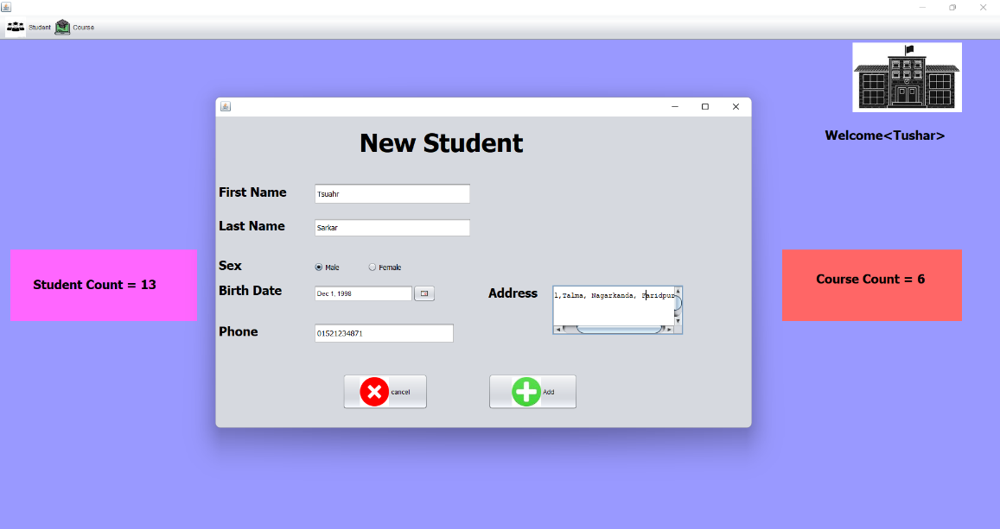 Student Course
Welcome<Tushar>
New Student
First Name Tsuahr
Last Name Sarkar
Sex Male Female
Birth Date Dec 1, 1998
Address l,Talma, Nagarkanda, Faridpur
Phone 01521234871
cancel Add
Student Count = 13
Course Count = 6